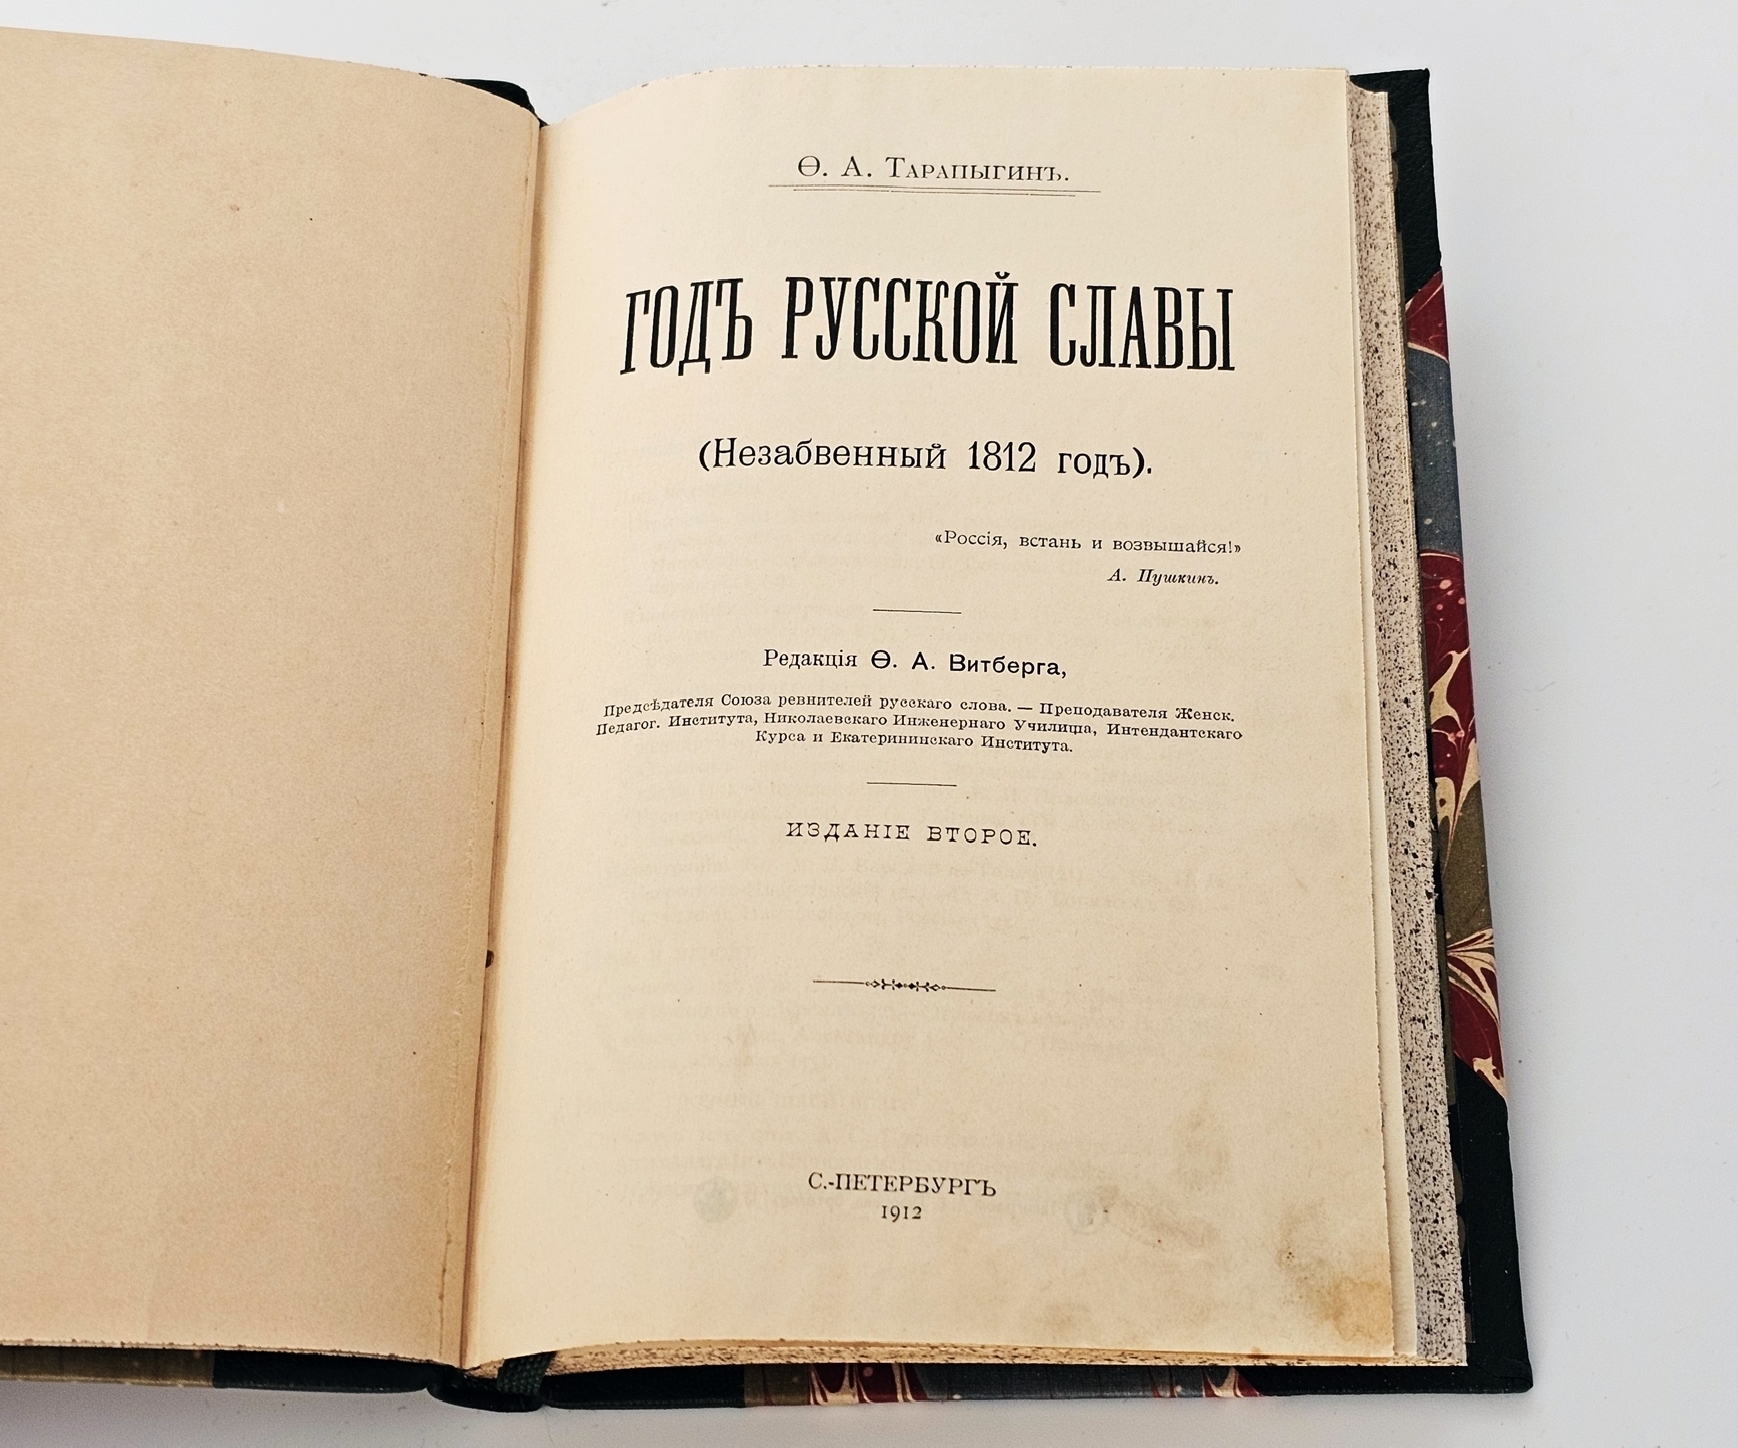 Ѳ. А. Тарапыгинъ.
ГОДЪ РУССКОЙ СЛАВЫ
(Незабвенный 1812 годъ).
«Россія, встань и возвышайся!»
А. Пушкинъ.
Редакція Ѳ. А. Витберга,
Предсѣдателя Союза ревнителей русскаго слова. — Преподавателя Женск.
Педагог. Института, Николаевскаго Инженернаго Училища, Интендантскаго
Курса и Екатерининскаго Института.
ИЗДАНІЕ ВТОРОЕ.
С.-ПЕТЕРБУРГЪ
1912